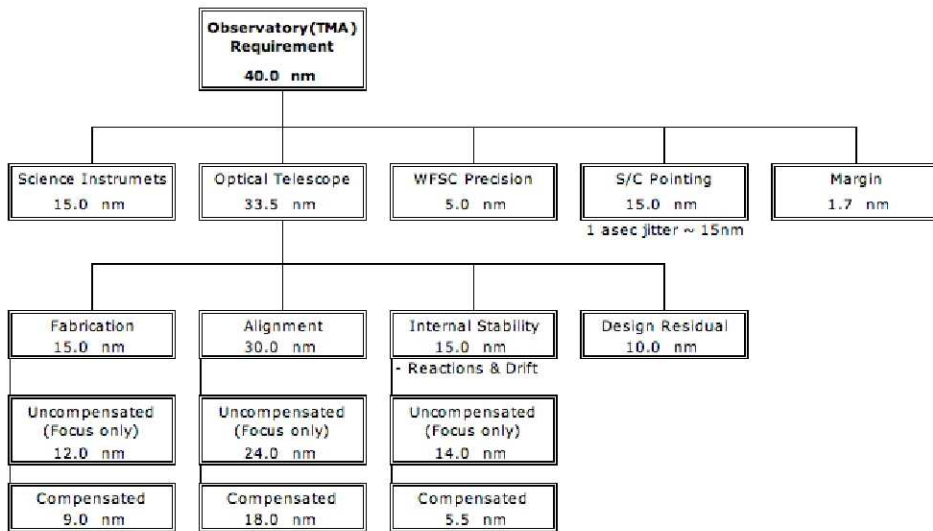 Observatory(TMA)
Requirement
40.0 nm
Science Instrumets
15.0 nm
Optical Telescope
33.5 nm
WFSC Precision
5.0 nm
S/C Pointing
15.0 nm
1 asec jitter ~ 15nm
Margin
1.7 nm
Fabrication
15.0 nm
Alignment
30.0 nm
Internal Stability
15.0 nm
- Reactions & Drift
Design Residual
10.0 nm
Uncompensated
(Focus only)
12.0 nm
Uncompensated
(Focus only)
24.0 nm
Uncompensated
(Focus only)
14.0 nm
Compensated
9.0 nm
Compensated
18.0 nm
Compensated
5.5 nm